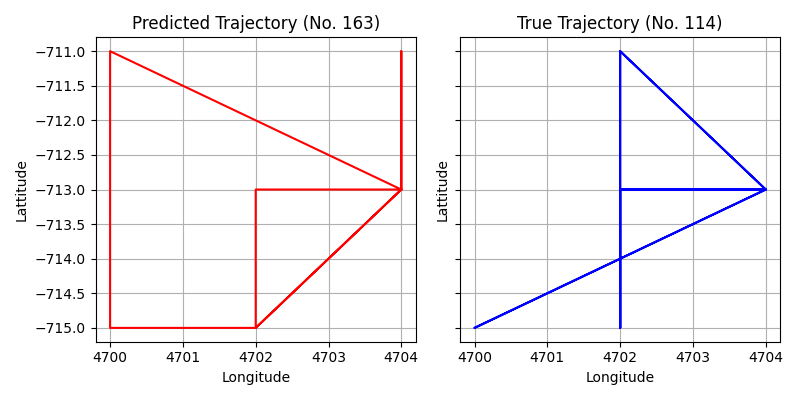 Predicted Trajectory (No. 163)
True Trajectory (No. 114)
−711.0
−711.5
−712.0
−712.5
−713.0
−713.5
−714.0
−714.5
−715.0
Lattitude
Lattitude
4700 4701 4702 4703 4704
4700 4701 4702 4703 4704
Longitude
Longitude